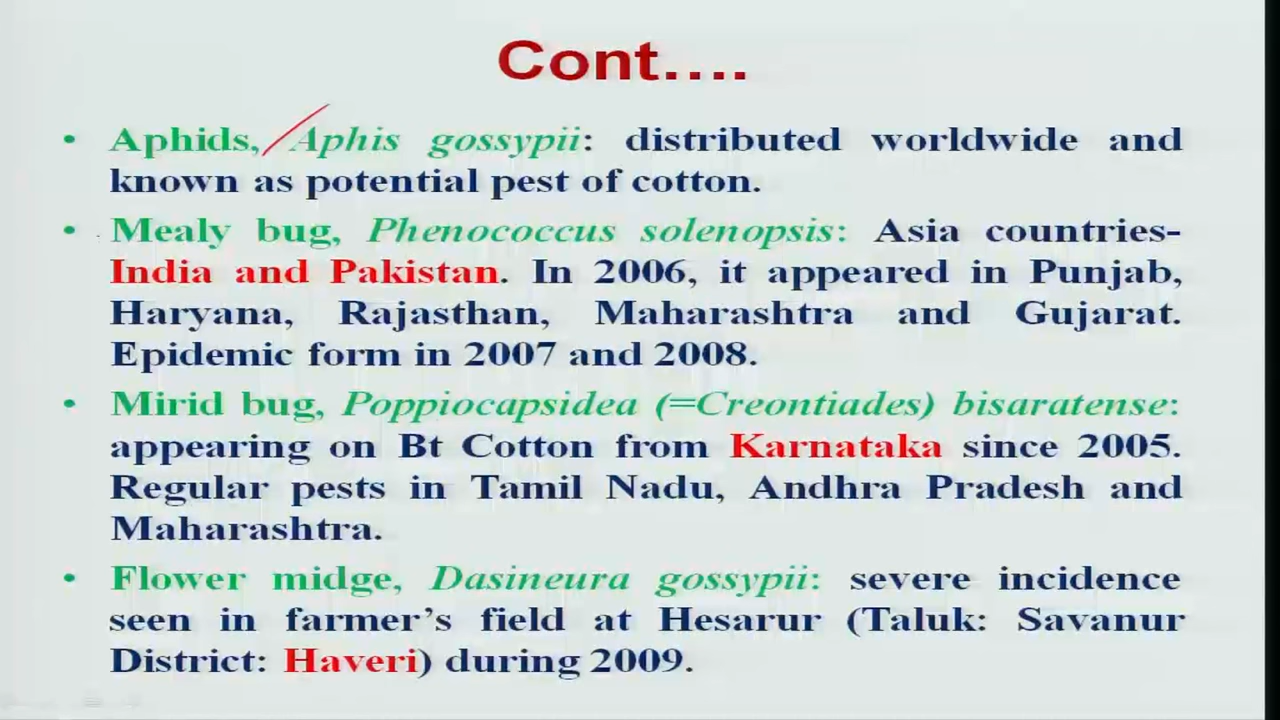 Cont....
• Aphids, Aphis gossypii: distributed worldwide and
known as potential pest of cotton.
• Mealy bug, Phenococcus solenopsis: Asia countries-
India and Pakistan. In 2006, it appeared in Punjab,
Haryana, Rajasthan, Maharashtra and Gujarat.
Epidemic form in 2007 and 2008.
• Mirid bug, Poppiocapsidea (=Creontiades) bisaratense:
appearing on Bt Cotton from Karnataka since 2005.
Regular pests in Tamil Nadu, Andhra Pradesh and
Maharashtra.
• Flower midge, Dasineura gossypii: severe incidence
seen in farmer's field at Hesarur (Taluk: Savanur
District: Haveri) during 2009.